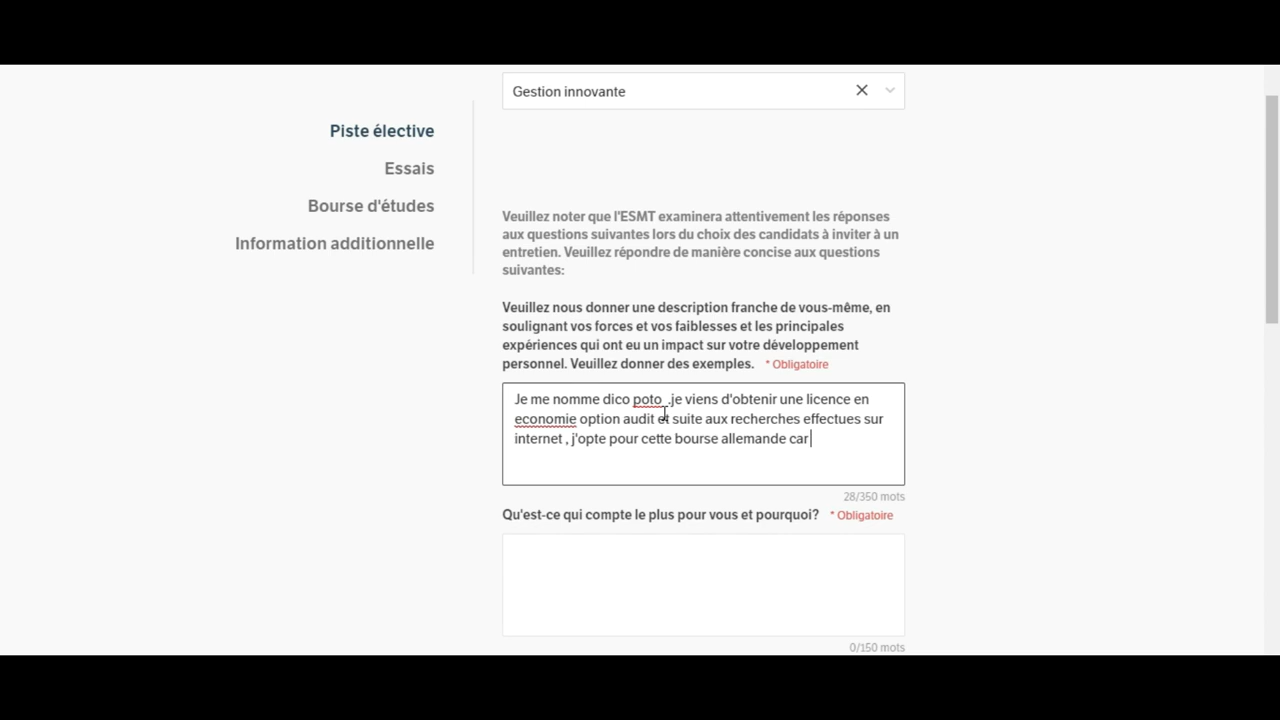 Gestion innovante
Piste élective
Essais
Bourse d'études
Information additionnelle
Veuillez noter que l'ESMT examinera attentivement les réponses
aux questions suivantes lors du choix des candidats à inviter à un
entretien. Veuillez répondre de manière concise aux questions
suivantes:
Veuillez nous donner une description franche de vous-même, en
soulignant vos forces et vos faiblesses et les principales
expériences qui ont eu un impact sur votre développement
personnel. Veuillez donner des exemples. * Obligatoire
Je me nomme dico poto .je viens d'obtenir une licence en
economie option audit et suite aux recherches effectues sur
internet , j'opte pour cette bourse allemande car
28/350 mots
Qu'est-ce qui compte le plus pour vous et pourquoi? * Obligatoire
0/150 mots